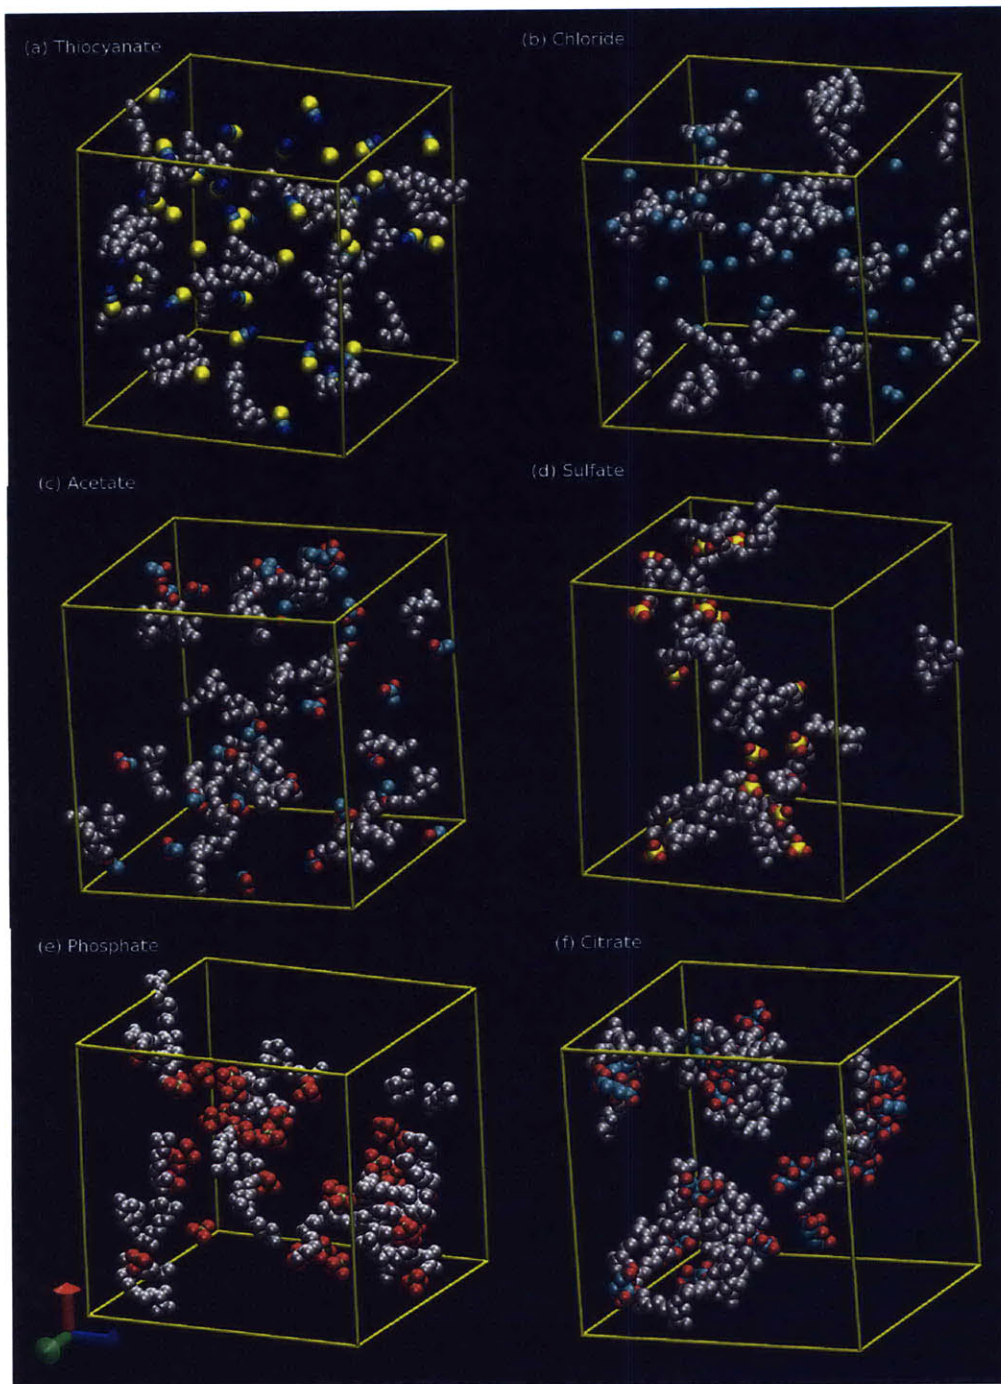 (a) Thiocyanate
(b) Chloride
(c) Acetate
(d) Sulfate
(e) Phosphate
(f) Citrate